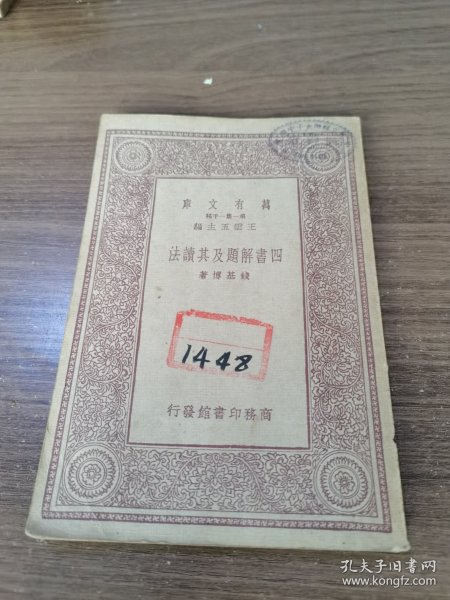 萬有文庫
第一集一千種
王雲五主編
四書解題及其讀法
錢基博著
1448
商務印書館發行
孔夫子旧书网
www.kongfz.com